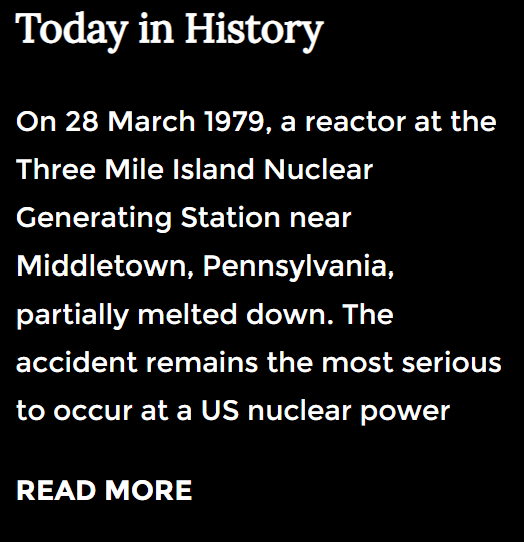 Today in History
On 28 March 1979, a reactor at the
Three Mile Island Nuclear
Generating Station near
Middletown, Pennsylvania,
partially melted down. The
accident remains the most serious
to occur at a US nuclear power
READ MORE